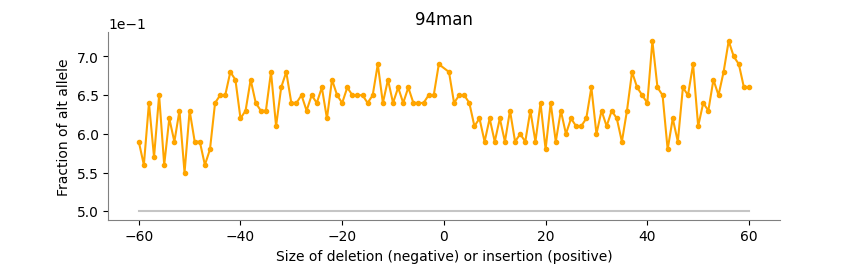 94man
1e−1
7.0
6.5
6.0
5.5
5.0
Fraction of alt allele
−60 −40 −20 0 20 40 60
Size of deletion (negative) or insertion (positive)